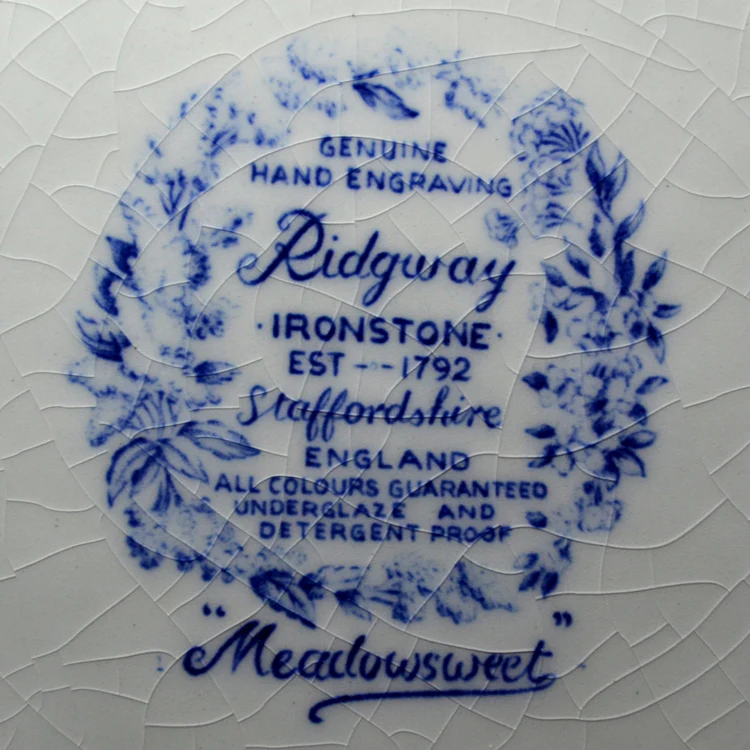 GENUINE
HAND ENGRAVING
Ridgway
·IRONSTONE·
EST --- 1792
Staffordshire
ENGLAND
ALL COLOURS GUARANTEED
UNDERGLAZE AND
DETERGENT PROOF
"Meadowsweet"